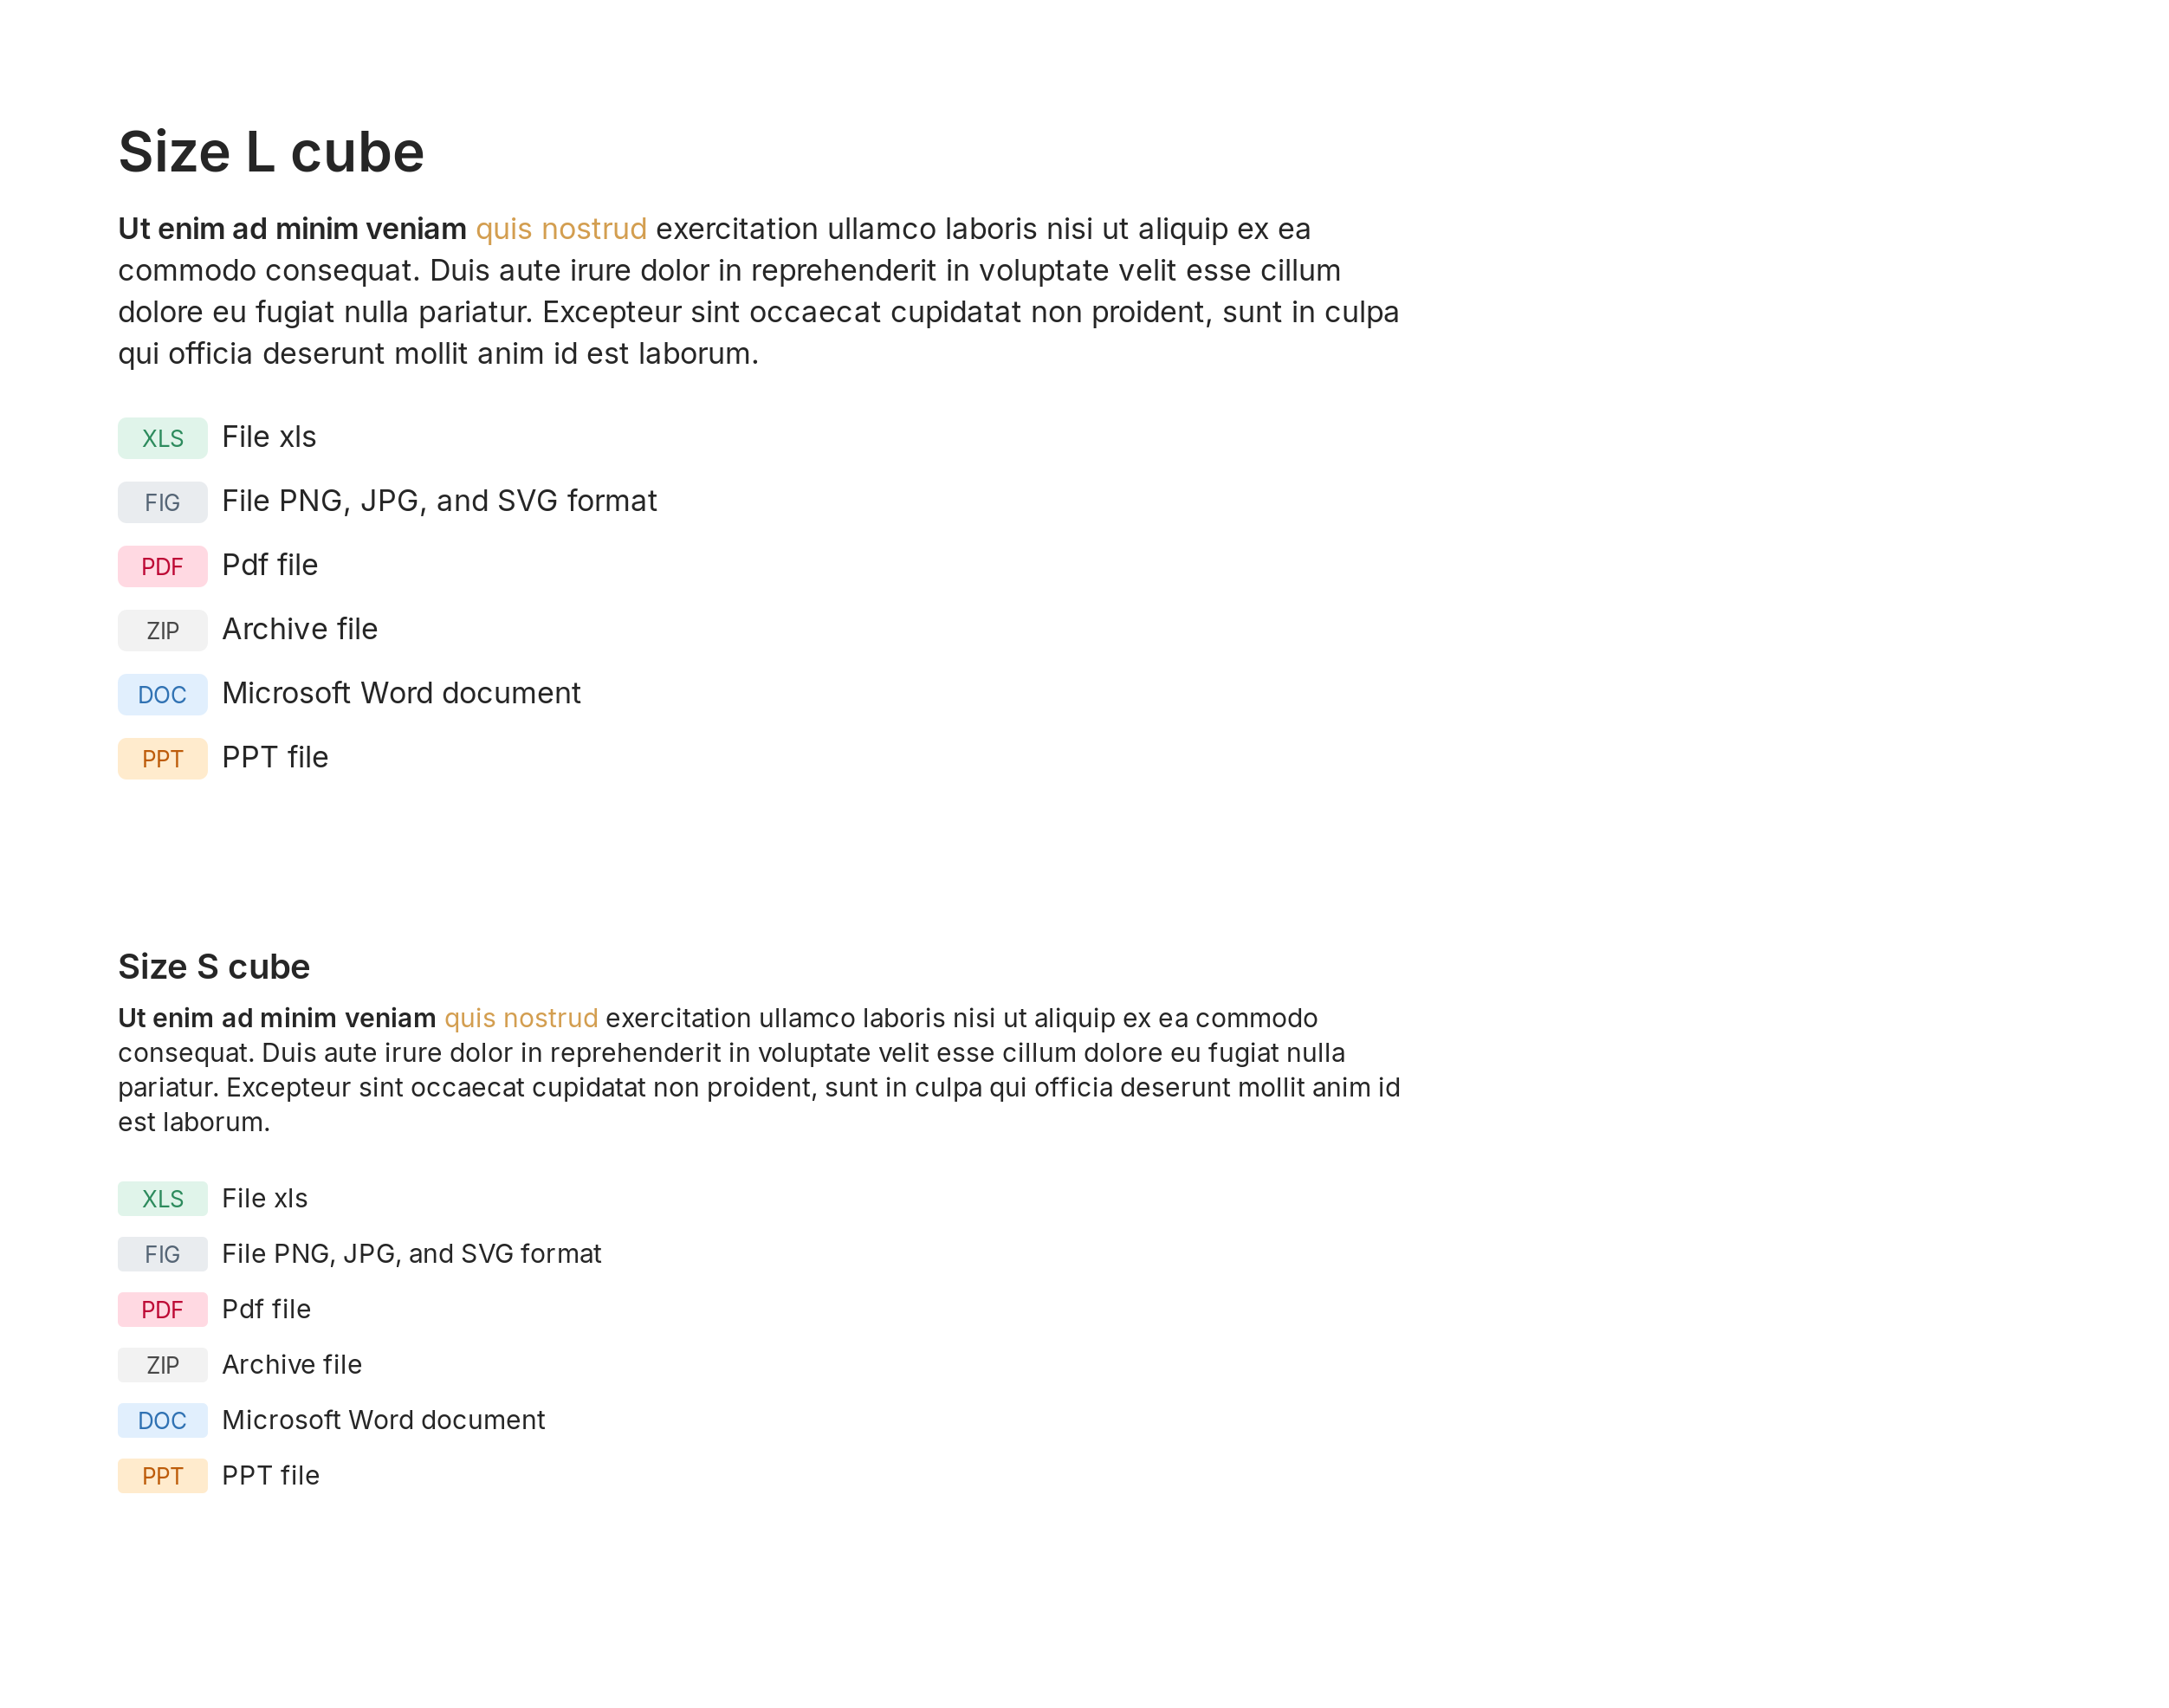 Size L cube
Ut enim ad minim veniam quis nostrud exercitation ullamco laboris nisi ut aliquip ex ea
commodo consequat. Duis aute irure dolor in reprehenderit in voluptate velit esse cillum
dolore eu fugiat nulla pariatur. Excepteur sint occaecat cupidatat non proident, sunt in culpa
qui officia deserunt mollit anim id est laborum.
XLS File xls
FIG File PNG, JPG, and SVG format
PDF Pdf file
ZIP Archive file
DOC Microsoft Word document
PPT PPT file
Size S cube
Ut enim ad minim veniam quis nostrud exercitation ullamco laboris nisi ut aliquip ex ea commodo
consequat. Duis aute irure dolor in reprehenderit in voluptate velit esse cillum dolore eu fugiat nulla
pariatur. Excepteur sint occaecat cupidatat non proident, sunt in culpa qui officia deserunt mollit anim id
est laborum.
XLS File xls
FIG File PNG, JPG, and SVG format
PDF Pdf file
ZIP Archive file
DOC Microsoft Word document
PPT PPT file